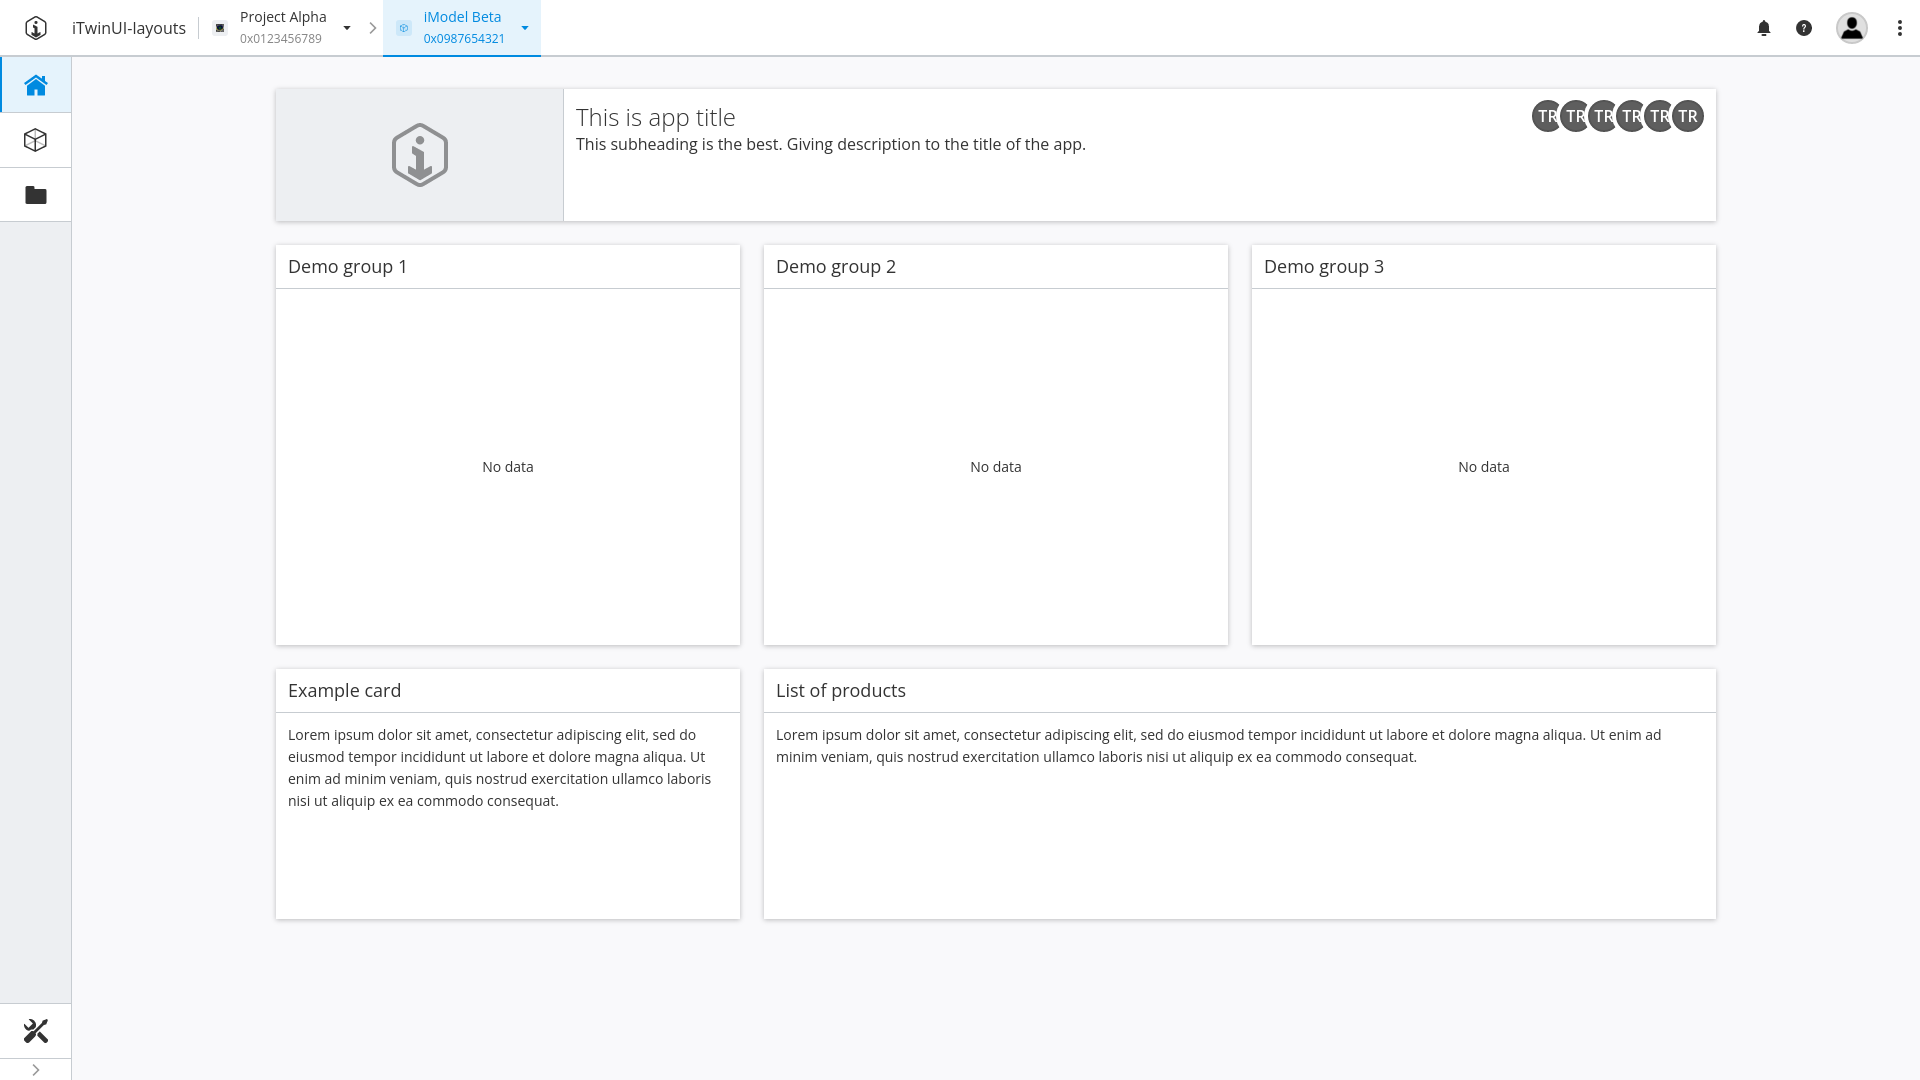 iTwinUI-layouts
Project Alpha
0x0123456789
iModel Beta
0x0987654321
This is app title
This subheading is the best. Giving description to the title of the app.
TR TR TR TR TR TR
Demo group 1
No data
Demo group 2
No data
Demo group 3
No data
Example card
Lorem ipsum dolor sit amet, consectetur adipiscing elit, sed do
eiusmod tempor incididunt ut labore et dolore magna aliqua. Ut
enim ad minim veniam, quis nostrud exercitation ullamco laboris
nisi ut aliquip ex ea commodo consequat.
List of products
Lorem ipsum dolor sit amet, consectetur adipiscing elit, sed do eiusmod tempor incididunt ut labore et dolore magna aliqua. Ut enim ad
minim veniam, quis nostrud exercitation ullamco laboris nisi ut aliquip ex ea commodo consequat.